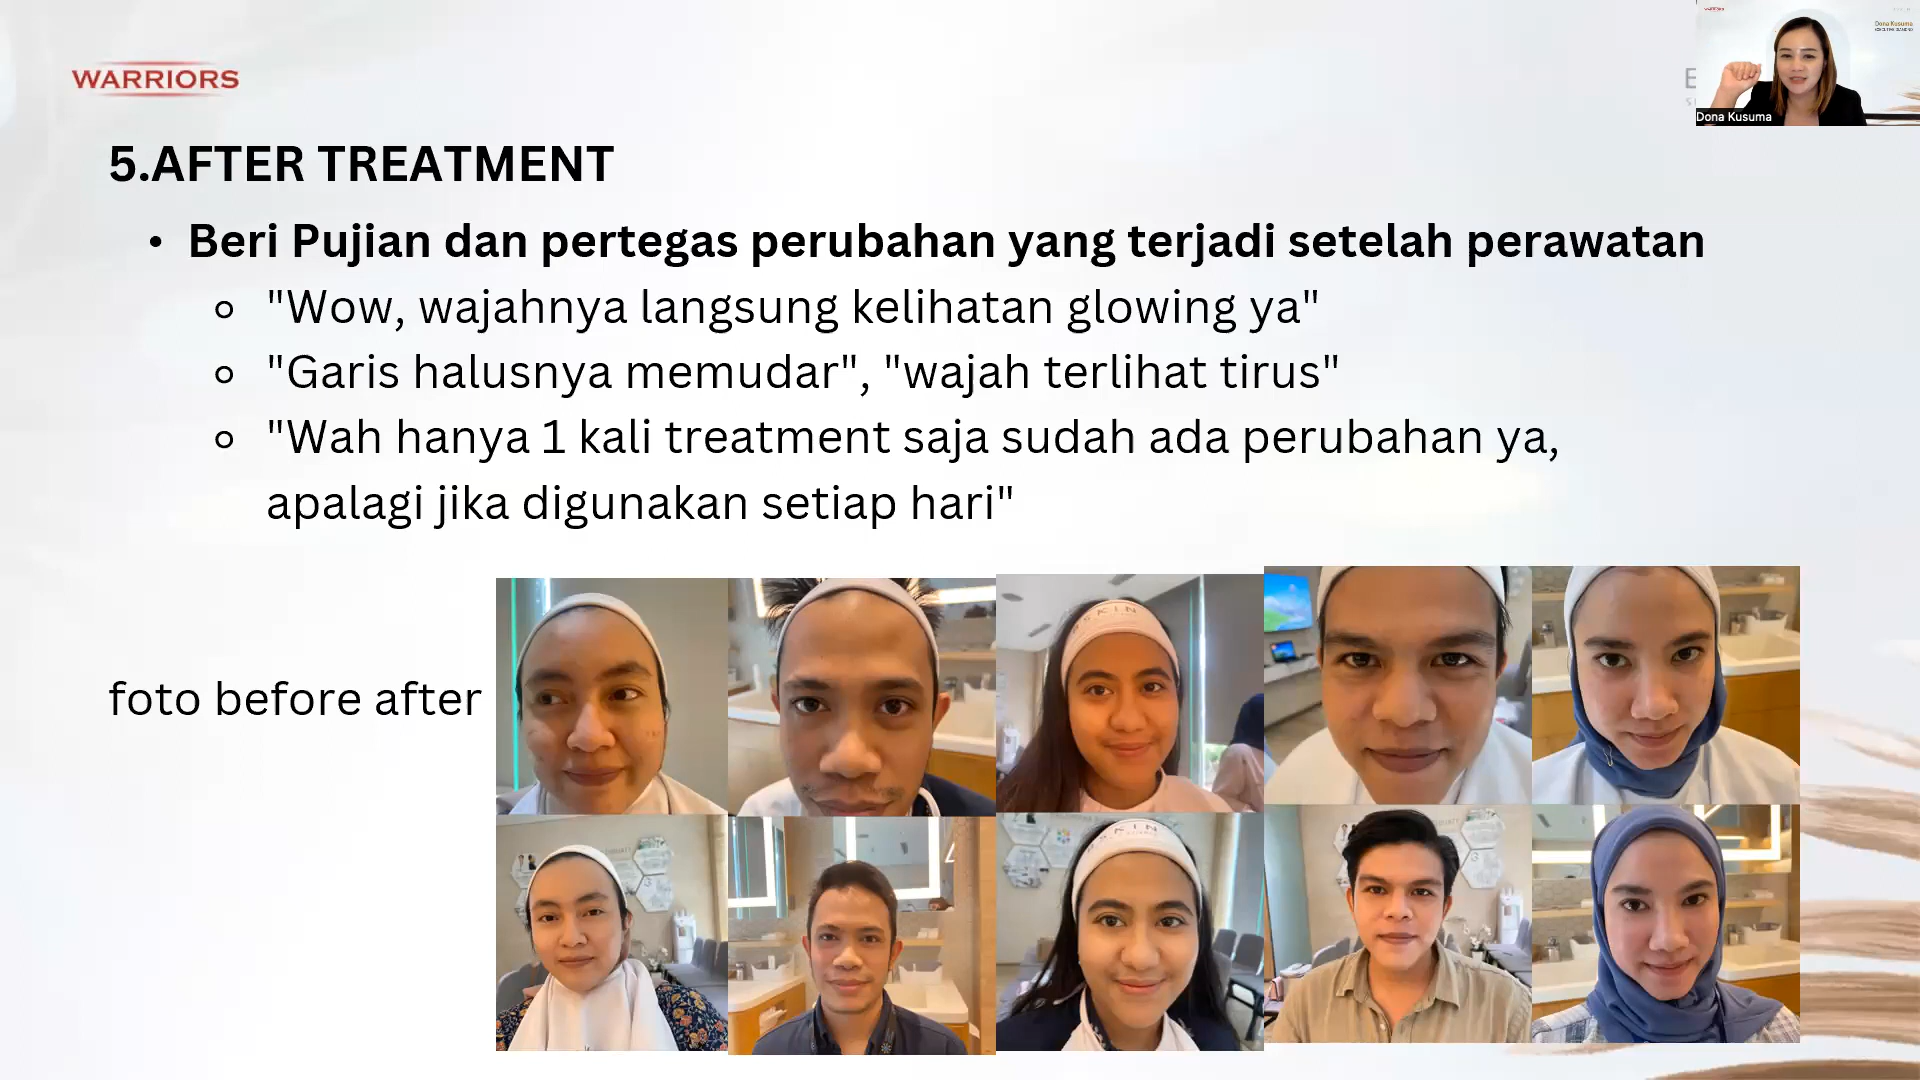 WARRIORS
Dona Kusuma
Dona Kusuma
5.AFTER TREATMENT
• Beri Pujian dan pertegas perubahan yang terjadi setelah perawatan
"Wow, wajahnya langsung kelihatan glowing ya"
"Garis halusnya memudar", "wajah terlihat tirus"
"Wah hanya 1 kali treatment saja sudah ada perubahan ya,
apalagi jika digunakan setiap hari"
foto before after